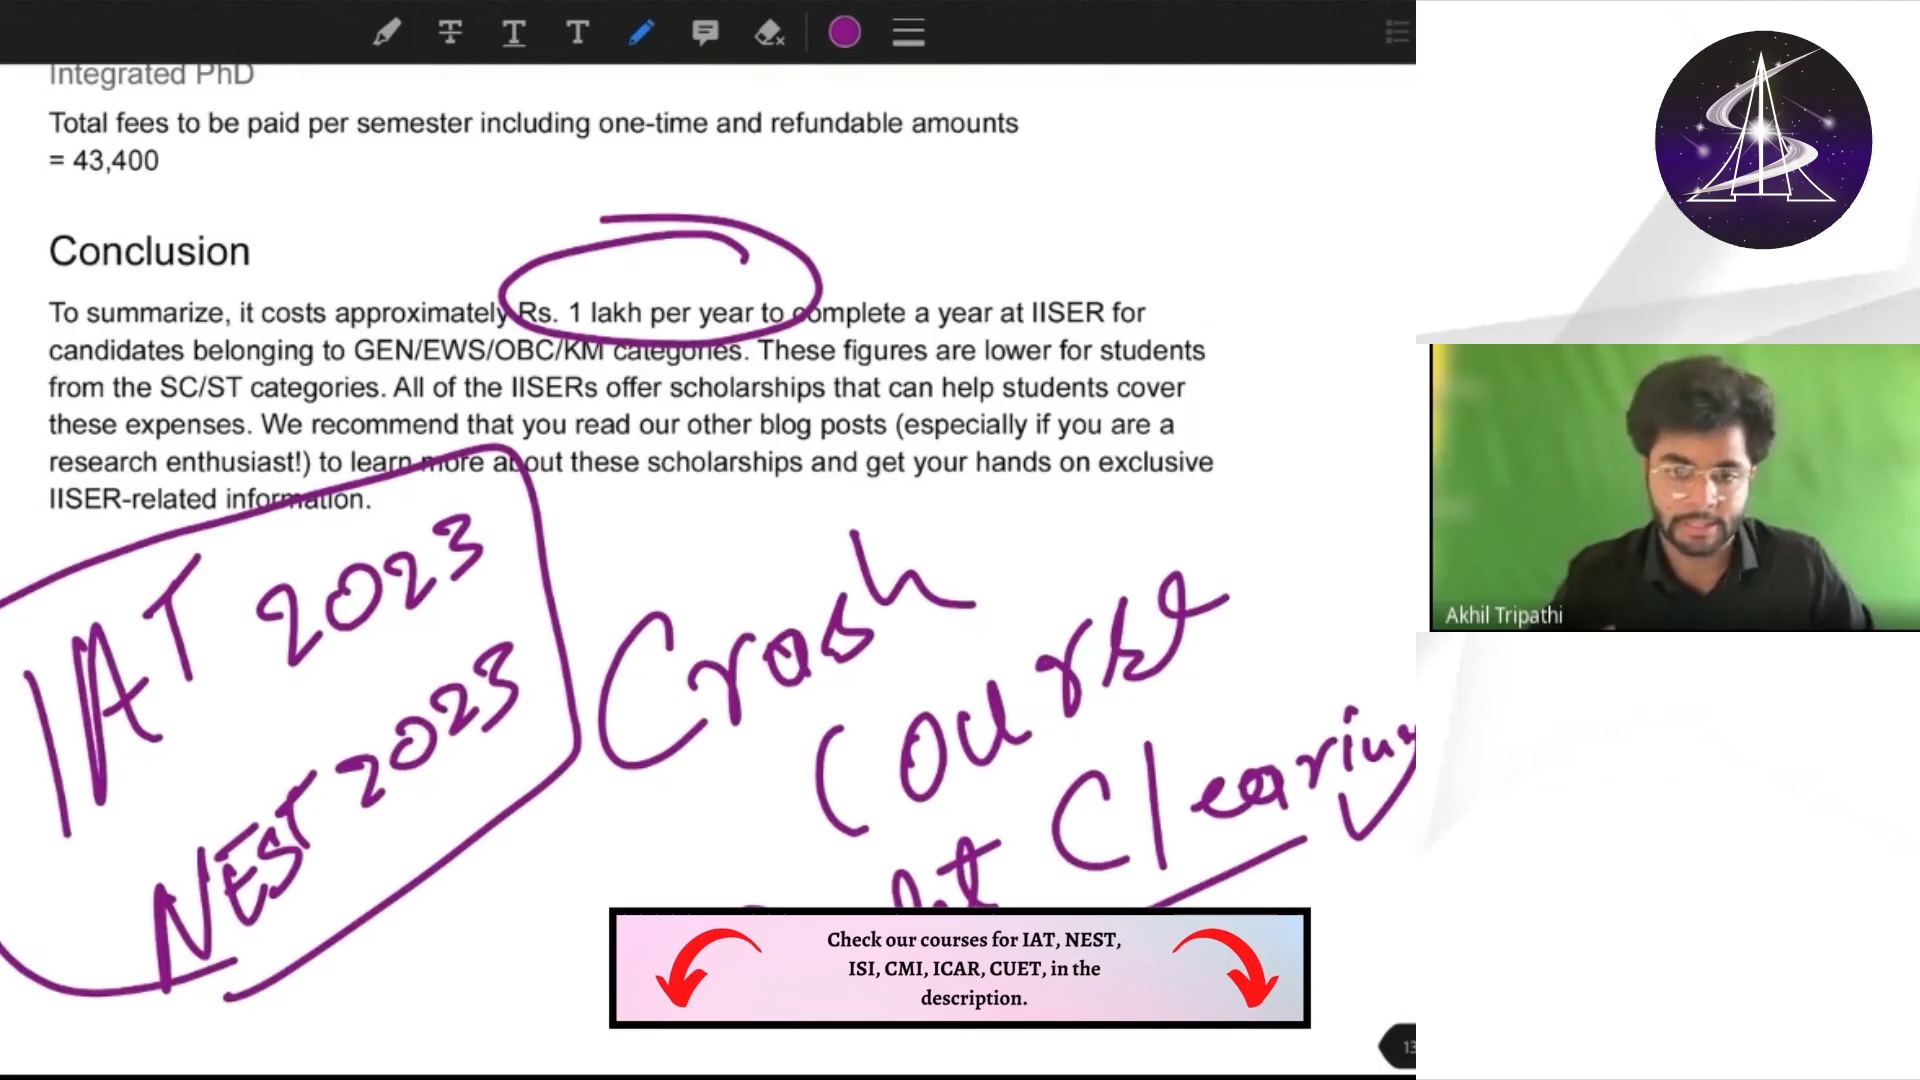 Integrated PhD
Total fees to be paid per semester including one-time and refundable amounts
= 43,400
Conclusion
To summarize, it costs approximately Rs. 1 lakh per year to complete a year at IISER for
candidates belonging to GEN/EWS/OBC/KM categories. These figures are lower for students
from the SC/ST categories. All of the IISERs offer scholarships that can help students cover
these expenses. We recommend that you read our other blog posts (especially if you are a
research enthusiast!) to learn more about these scholarships and get your hands on exclusive
IISER-related information.
IAT 2023
NEST 2023
Crash
Course
Clearing
Akhil Tripathi
Check our courses for IAT, NEST,
ISI, CMI, ICAR, CUET, in the
description.
13